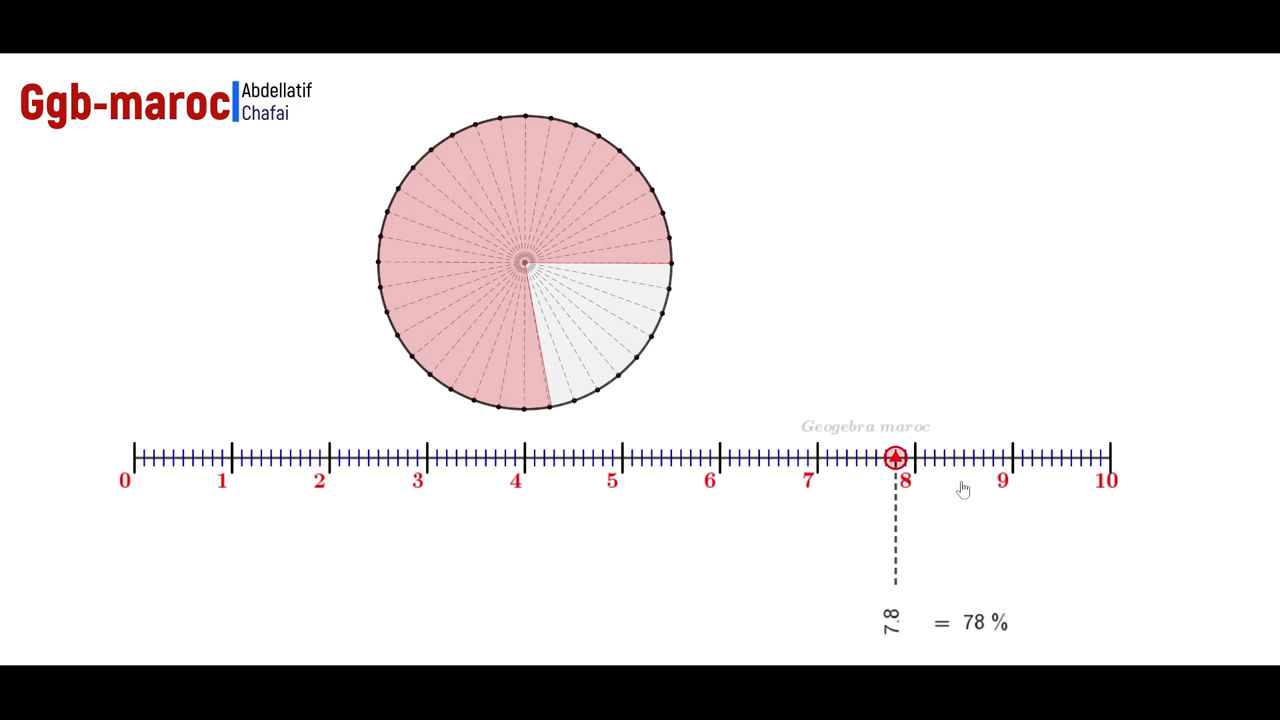 Ggb-maroc
Abdellatif
Chafai
Geogebra maroc
0 1 2 3 4 5 6 7 8 9 10
7.8 = 78 %